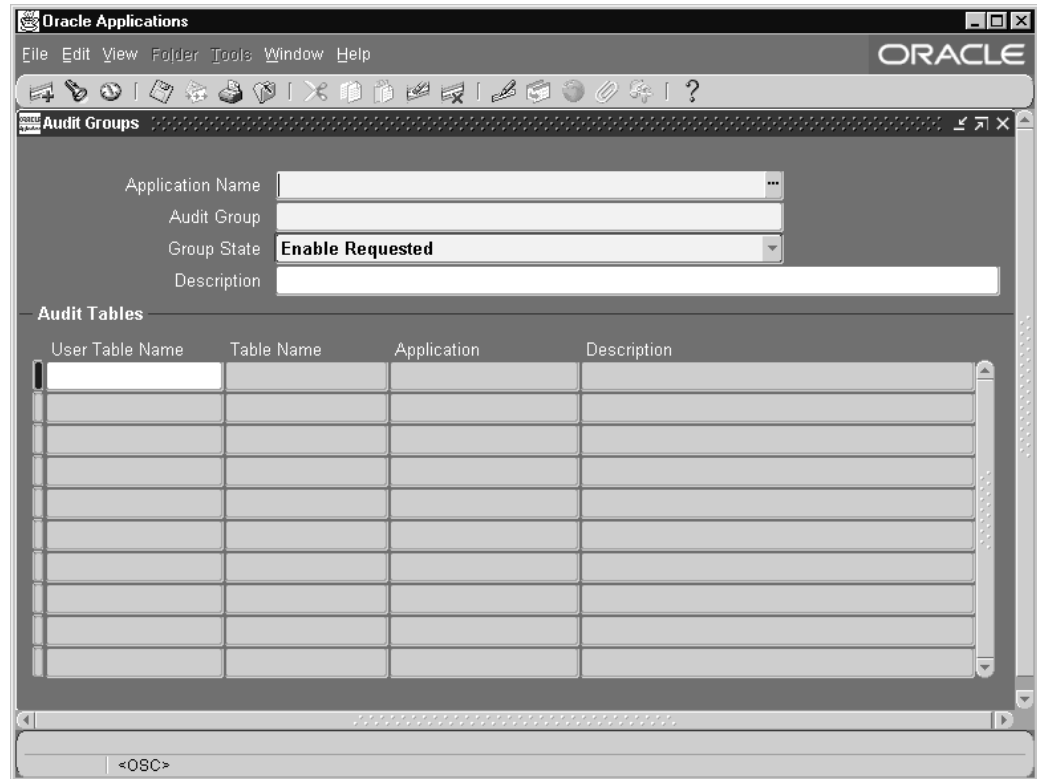 Oracle Applications
File Edit View Folder Tools Window Help
ORACLE
?
Audit Groups
Application Name
...
Audit Group
Group State Enable Requested
Description
Audit Tables
User Table Name Table Name Application Description
<OSC>